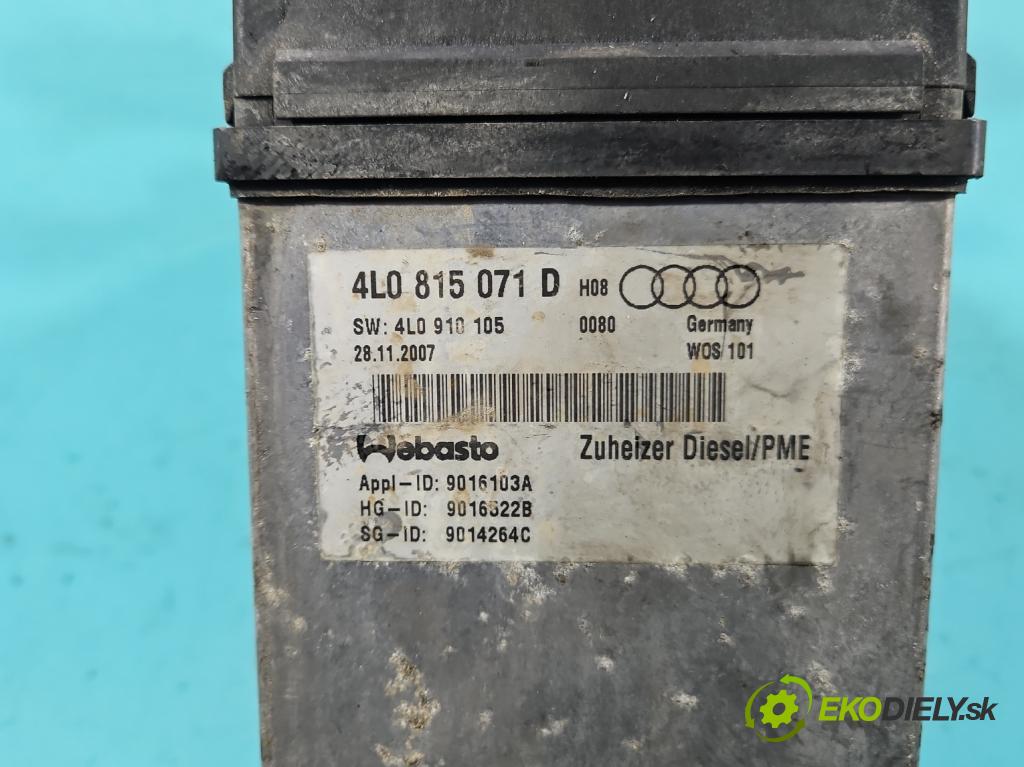 4L0 815 071 D H08
SW: 4L0 910 105 0080 Germany
28.11.2007 WOS 101
Webasto Zuheizer Diesel/PME
Appl-ID: 9016103A
HG-ID: 9016322B
SG-ID: 9014264C
EKODIELY.sk